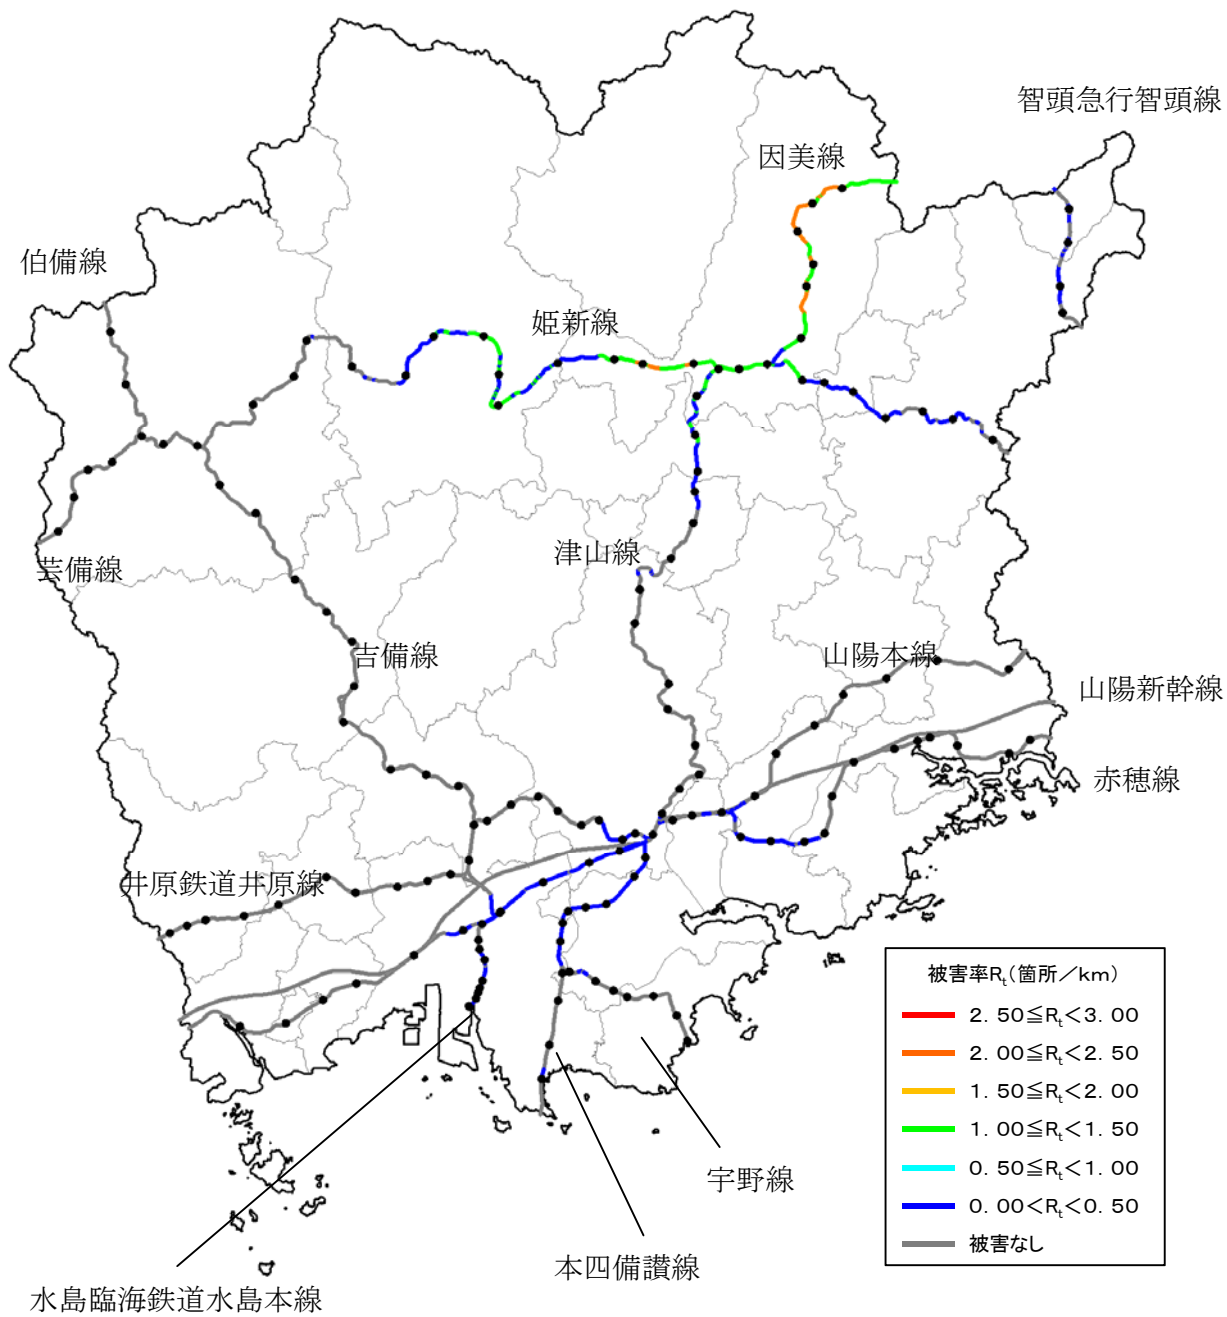 智頭急行智頭線
因美線
伯備線
姫新線
津山線
芸備線
吉備線
山陽本線
山陽新幹線
赤穂線
井原鉄道井原線
被害率Rt(箇所／km)
2.50≦Rt＜3.00
2.00≦Rt＜2.50
1.50≦Rt＜2.00
1.00≦Rt＜1.50
0.50≦Rt＜1.00
0.00＜Rt＜0.50
被害なし
宇野線
本四備讃線
水島臨海鉄道水島本線